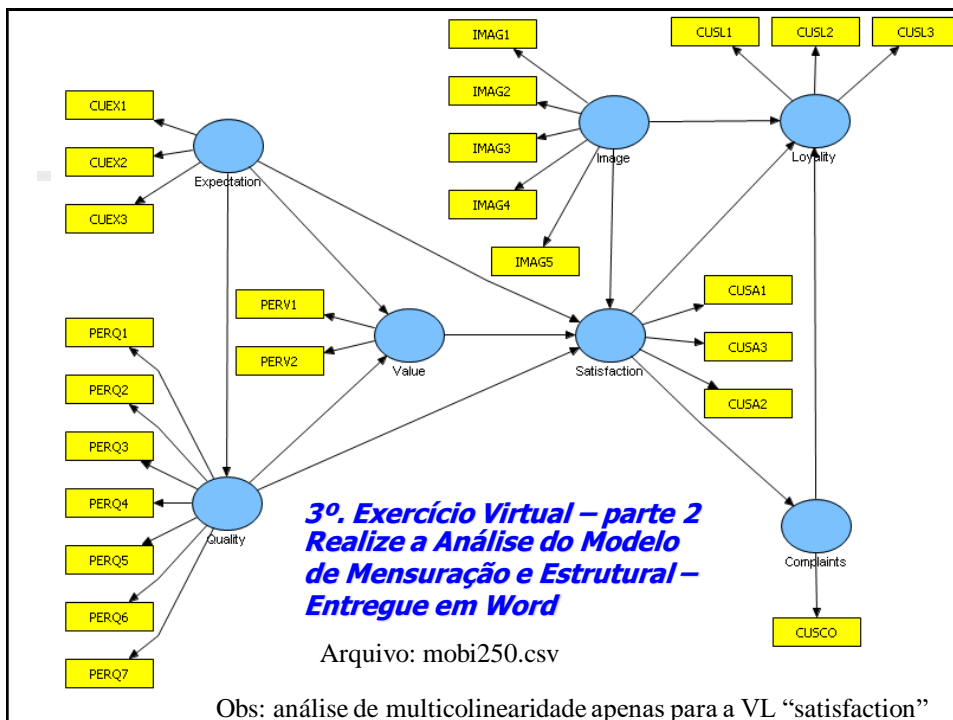 IMAG1
CUSL1
CUSL2
CUSL3
CUEX1
IMAG2
CUEX2
IMAG3
Image
Loyality
Expectation
CUEX3
IMAG4
IMAG5
CUSA1
PERV1
PERQ1
CUSA3
PERV2
Value
Satisfaction
PERQ2
CUSA2
PERQ3
PERQ4
Quality
PERQ5
PERQ6
PERQ7
3º. Exercício Virtual – parte 2
Realize a Análise do Modelo
de Mensuração e Estrutural –
Entregue em Word
Complaints
CUSCO
Arquivo: mobi250.csv
Obs: análise de multicolinearidade apenas para a VL “satisfaction”